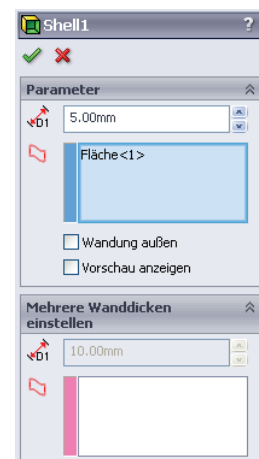 Shell1 ?
Parameter
D1 5.00mm
Fläche<1>
Wandung außen
Vorschau anzeigen
Mehrere Wanddicken
einstellen
D1 10.00mm